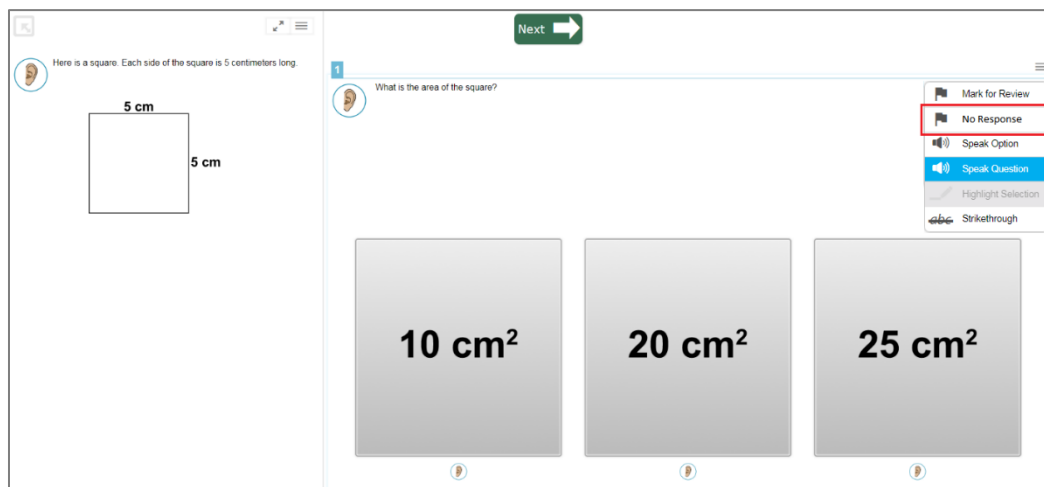 Next
Here is a square. Each side of the square is 5 centimeters long.
5 cm
5 cm
1
What is the area of the square?
Mark for Review
No Response
Speak Option
Speak Question
Highlight Selection
abc Strikethrough
10 cm²
20 cm²
25 cm²